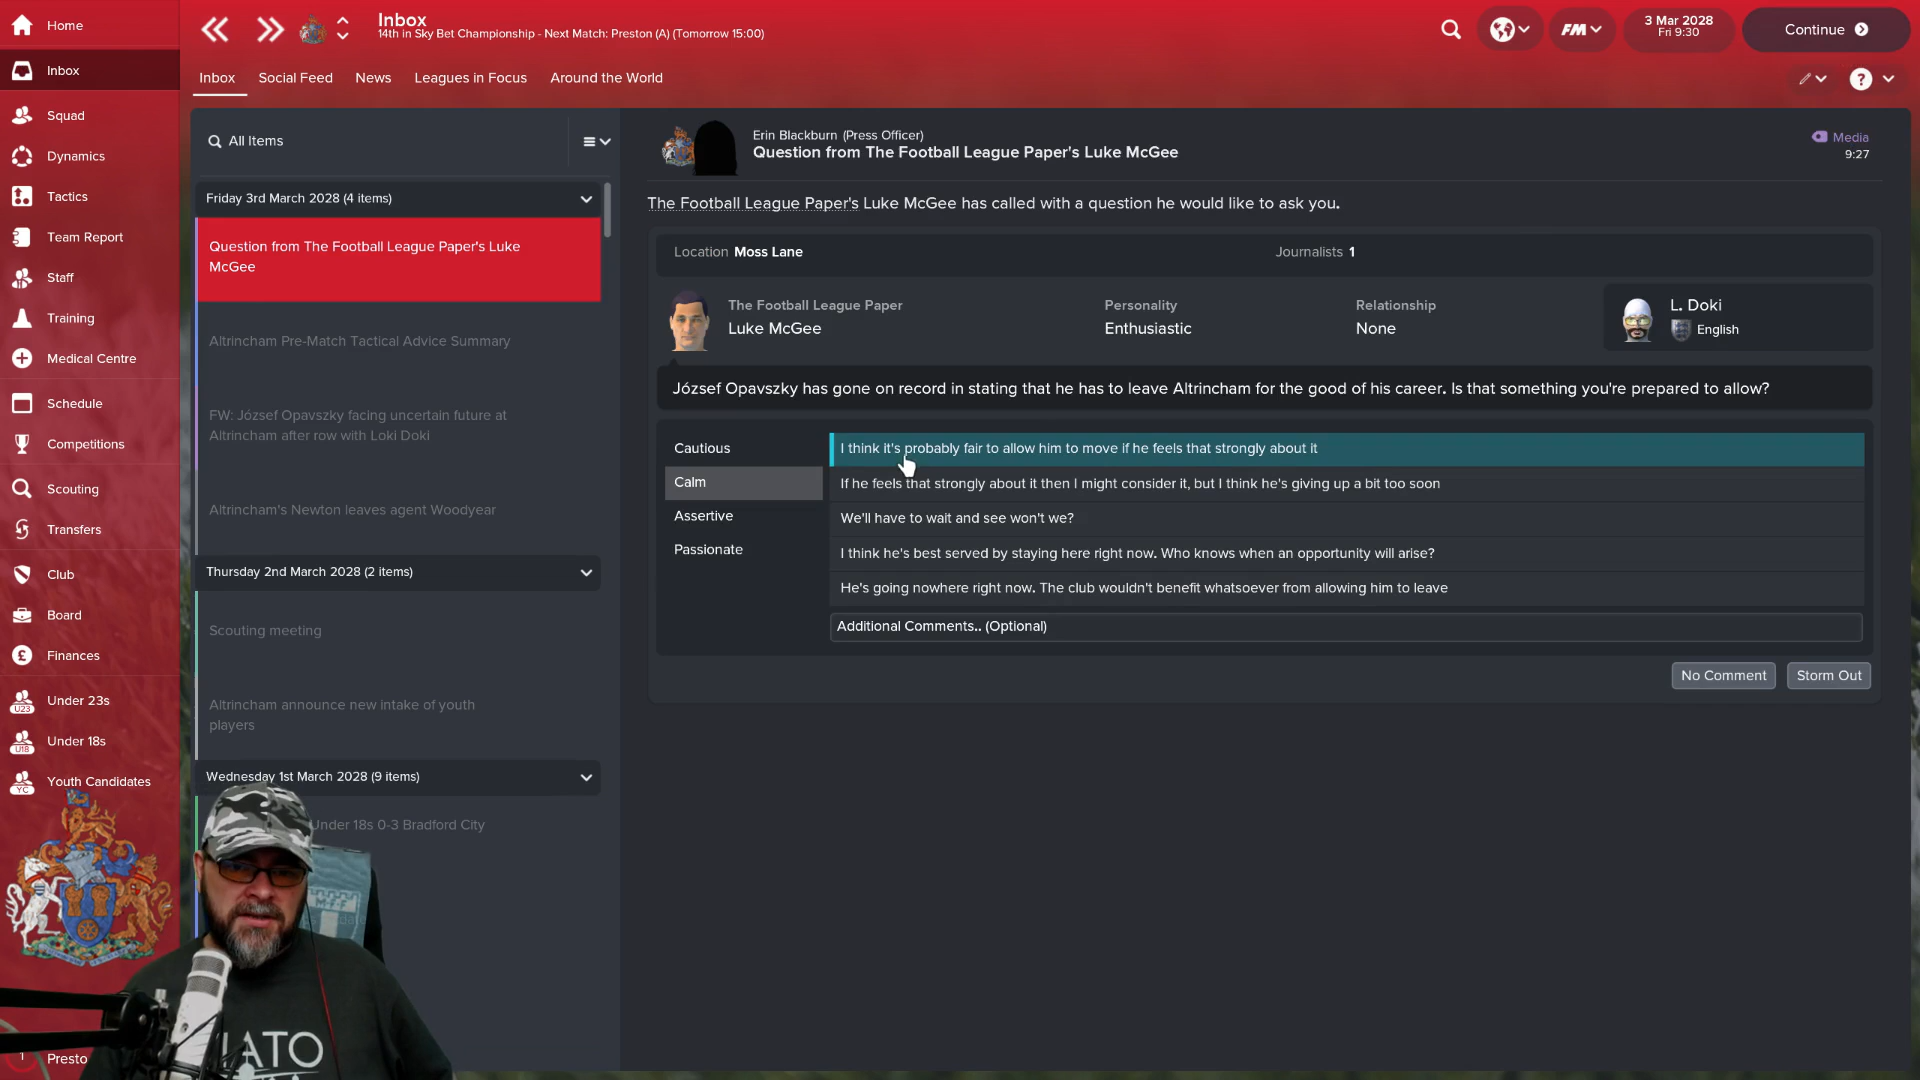 Home
Inbox
Squad
Dynamics
Tactics
Team Report
Staff
Training
Medical Centre
Schedule
Competitions
Scouting
Transfers
Club
Board
Finances
Under 23s
U23
Under 18s
U18
Youth Candidates
YC
1 Presto
Inbox
14th in Sky Bet Championship - Next Match: Preston (A) (Tomorrow 15:00)
FM
3 Mar 2028
Fri 9:30
Continue
Inbox
Social Feed
News
Leagues in Focus
Around the World
?
All Items
Friday 3rd March 2028 (4 items)
Question from The Football League Paper's Luke
McGee
Altrincham Pre-Match Tactical Advice Summary
FW: József Opavszky facing uncertain future at
Altrincham after row with Loki Doki
Altrincham's Newton leaves agent Woodyear
Thursday 2nd March 2028 (2 items)
Scouting meeting
Altrincham announce new intake of youth
players
Wednesday 1st March 2028 (9 items)
Under 18s 0-3 Bradford City
Erin Blackburn (Press Officer)
Question from The Football League Paper's Luke McGee
Media
9:27
The Football League Paper's Luke McGee has called with a question he would like to ask you.
Location Moss Lane
Journalists 1
The Football League Paper
Luke McGee
Personality
Enthusiastic
Relationship
None
L. Doki
English
József Opavszky has gone on record in stating that he has to leave Altrincham for the good of his career. Is that something you're prepared to allow?
Cautious
Calm
Assertive
Passionate
I think it's probably fair to allow him to move if he feels that strongly about it
If he feels that strongly about it then I might consider it, but I think he's giving up a bit too soon
We'll have to wait and see won't we?
I think he's best served by staying here right now. Who knows when an opportunity will arise?
He's going nowhere right now. The club wouldn't benefit whatsoever from allowing him to leave
Additional Comments.. (Optional)
No Comment
Storm Out